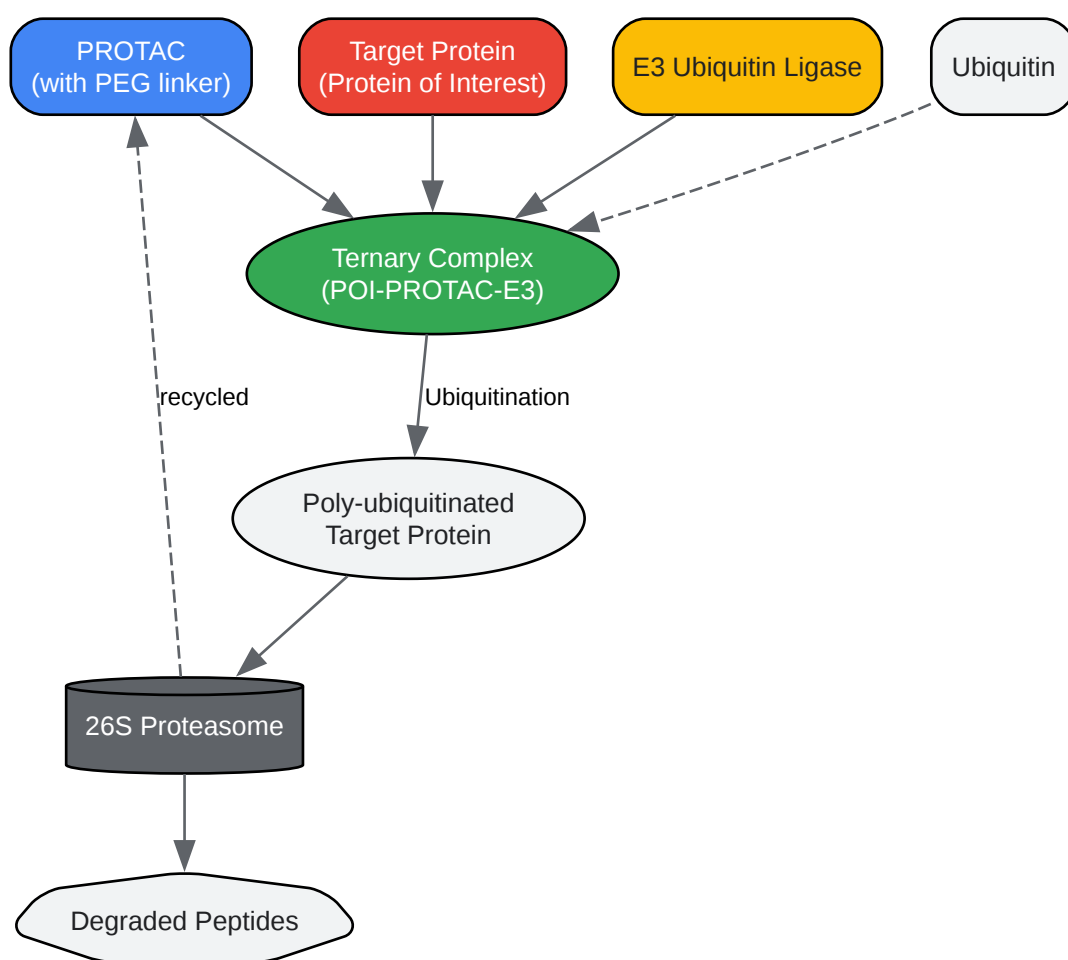 PROTAC
(with PEG linker)
Target Protein
(Protein of Interest)
E3 Ubiquitin Ligase
Ubiquitin
Ternary Complex
(POI-PROTAC-E3)
recycled
Ubiquitination
Poly-ubiquitinated
Target Protein
26S Proteasome
Degraded Peptides